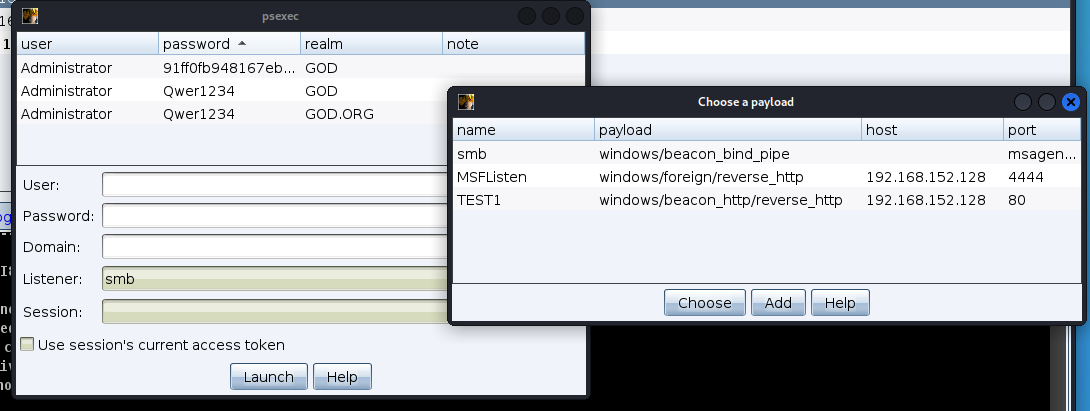 psexec
user password realm note
Administrator 91ff0fb948167eb... GOD
Administrator Qwer1234 GOD
Administrator Qwer1234 GOD.ORG
User:
Password:
Domain:
Listener: smb
Session:
Use session's current access token
Launch Help
Choose a payload
name payload host port
smb windows/beacon_bind_pipe msagen...
MSFListen windows/foreign/reverse_http 192.168.152.128 4444
TEST1 windows/beacon_http/reverse_http 192.168.152.128 80
Choose Add Help